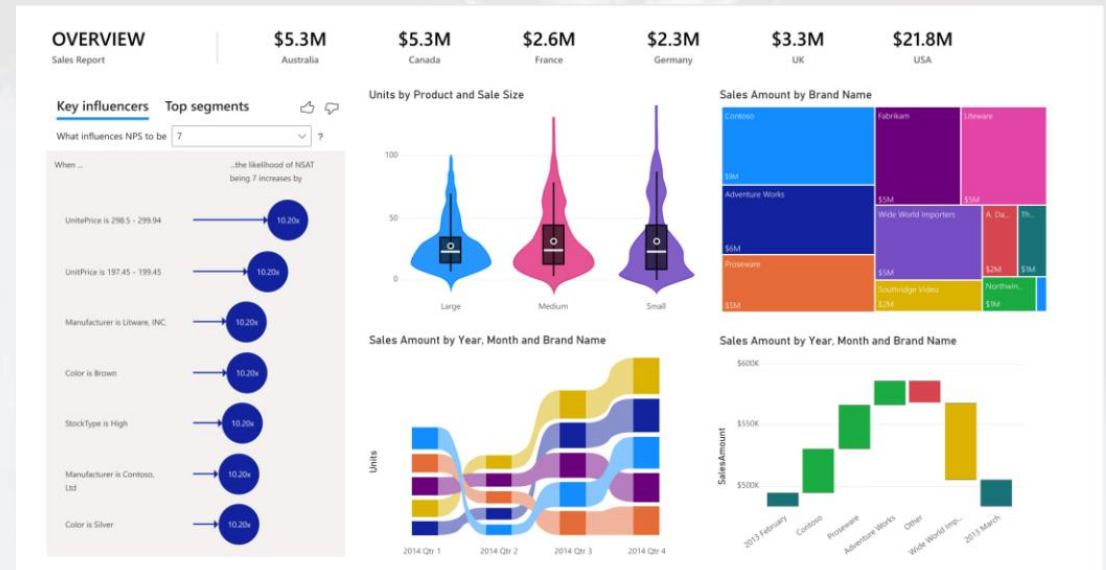 OVERVIEW
Sales Report
$5.3M
Australia
$5.3M
Canada
$2.6M
France
$2.3M
Germany
$3.3M
UK
$21.8M
USA
Key influencers
Top segments
What influences NPS to be
7
?
When ...
...the likelihood of NSAT
being 7 increases by
UnitePrice is 298.5 - 299.94
10.20x
UnitPrice is 197.45 - 199.45
10.20x
Manufacturer is Litware, INC.
10.20x
Color is Brown
10.20x
StockType is High
10.20x
Manufacturer is Contoso,
Ltd
10.20x
Color is Silver
10.20x
Units by Product and Sale Size
100
50
0
Large
Medium
Small
Sales Amount by Brand Name
Contoso
$9M
Adventure Works
$6M
Proseware
$5M
Fabrikam
$5M
Liteware
$5M
Wide World Importers
$5M
Southridge Video
$2M
A. Da...
$2M
Th...
$1M
Northwin...
$1M
Sales Amount by Year, Month and Brand Name
Units
2014 Qtr 1
2014 Qtr 2
2014 Qtr 3
2014 Qtr 4
Sales Amount by Year, Month and Brand Name
SalesAmount
$600K
$550K
$500K
2013 February
Contoso
Proseware
Adventure Works
Other
Wide World Imp...
2013 March